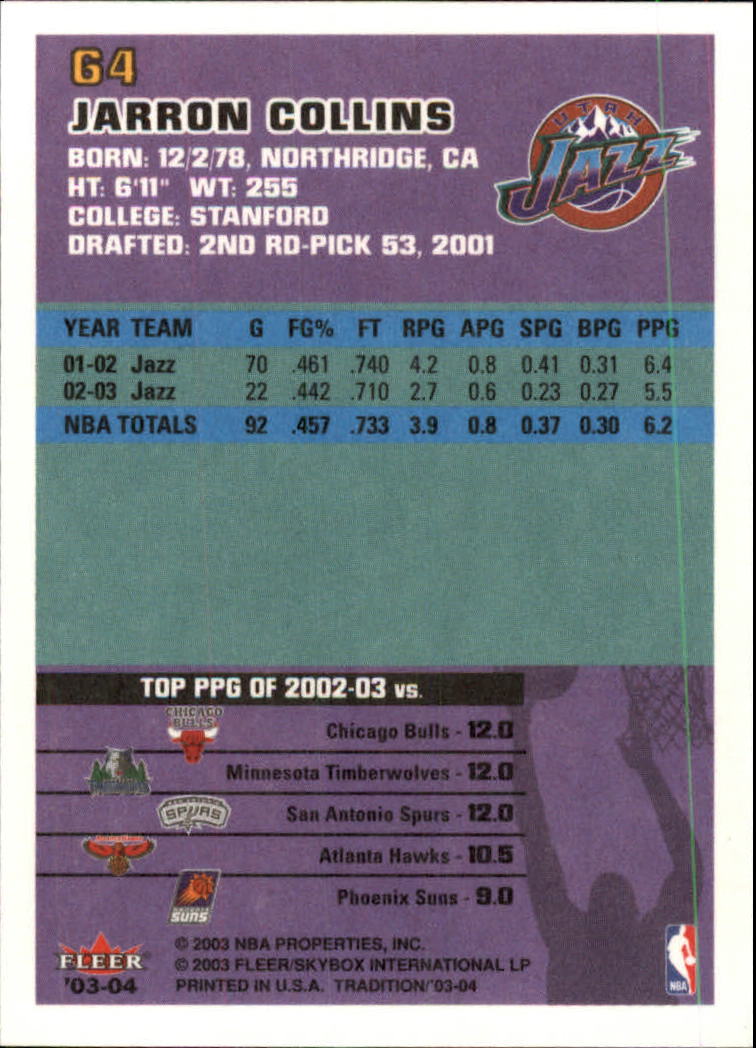 64
JARRON COLLINS
BORN: 12/2/78, NORTHRIDGE, CA
HT: 6'11" WT: 255
COLLEGE: STANFORD
DRAFTED: 2ND RD-PICK 53, 2001
UTAH
JAZZ
YEAR TEAM G FG% FT RPG APG SPG BPG PPG
01-02 Jazz 70 .461 .740 4.2 0.8 0.41 0.31 6.4
02-03 Jazz 22 .442 .710 2.7 0.6 0.23 0.27 5.5
NBA TOTALS 92 .457 .733 3.9 0.8 0.37 0.30 6.2
TOP PPG OF 2002-03 vs.
CHICAGO
BULLS
Chicago Bulls - 12.0
Minnesota Timberwolves - 12.0
SPURS
San Antonio Spurs - 12.0
Atlanta Hawks - 10.5
Phoenix Suns - 9.0
SUNS
FLEER
'03-04
© 2003 NBA PROPERTIES, INC.
© 2003 FLEER/SKYBOX INTERNATIONAL LP
PRINTED IN U.S.A. TRADITION/'03-04
NBA